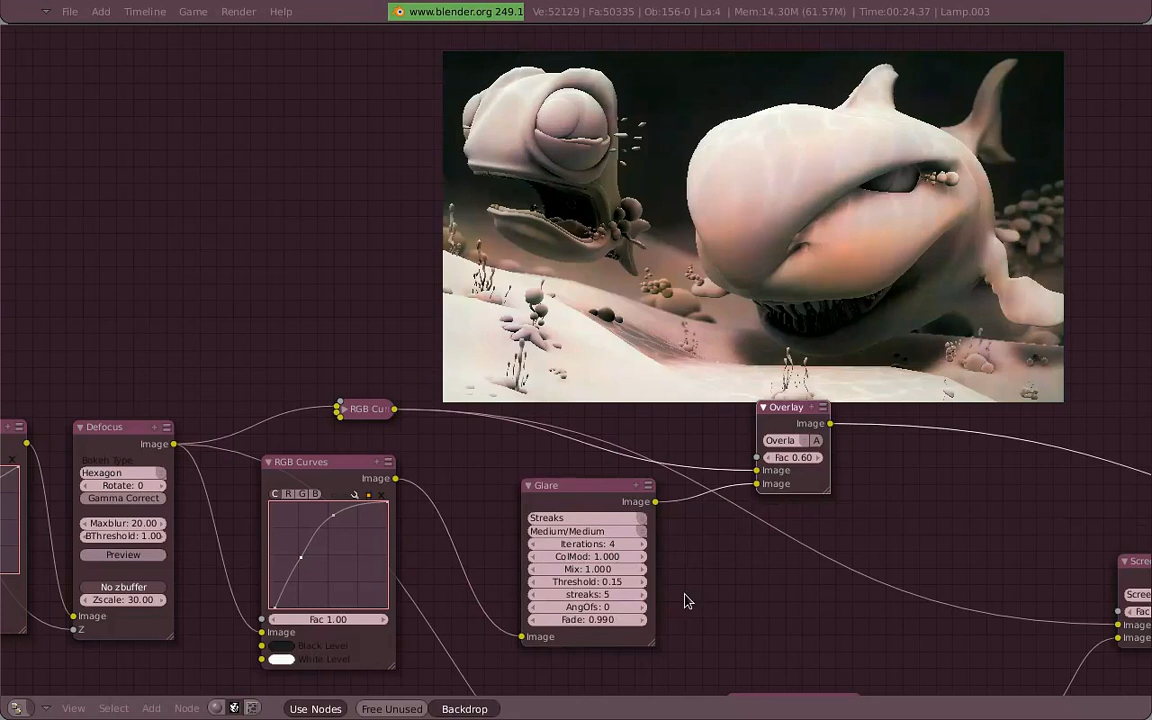 File Add Timeline Game Render Help www.blender.org 249.1 Ve:52129 | Fa:50335 | Ob:156-0 | La:4 | Mem:14.30M (61.57M) | Time:00:24.37 | Lamp.003
RGB Cur
Overlay
Image
Overla A
Fac 0.60
Image
Image
Defocus
Image
Bokeh Type
Hexagon
Rotate: 0
Gamma Correct
Maxblur: 20.00
BThreshold: 1.00
Preview
No zbuffer
Zscale: 30.00
Image
Z
X
RGB Curves
Image
C R G B
Fac 1.00
Image
Black Level
White Level
Glare
Image
Streaks
Medium/Medium
Iterations: 4
ColMod: 1.000
Mix: 1.000
Threshold: 0.15
streaks: 5
AngOfs: 0
Fade: 0.990
Image
Scree
Scree
Fac
Image
Image
View Select Add Node Use Nodes Free Unused Backdrop